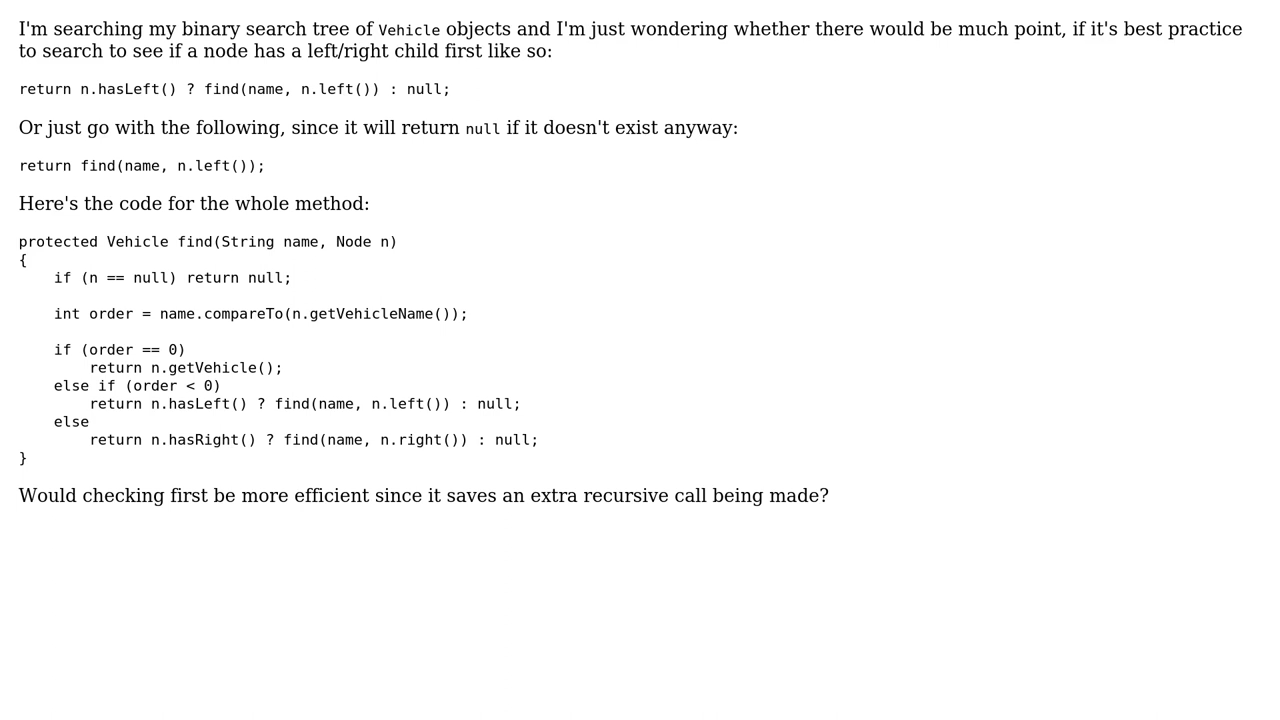 I'm searching my binary search tree of Vehicle objects and I'm just wondering whether there would be much point, if it's best practice
to search to see if a node has a left/right child first like so:
return n.hasLeft() ? find(name, n.left()) : null;
Or just go with the following, since it will return null if it doesn't exist anyway:
return find(name, n.left());
Here's the code for the whole method:
protected Vehicle find(String name, Node n)
{
    if (n == null) return null;
    int order = name.compareTo(n.getVehicleName());
    if (order == 0)
        return n.getVehicle();
    else if (order < 0)
        return n.hasLeft() ? find(name, n.left()) : null;
    else
        return n.hasRight() ? find(name, n.right()) : null;
}
Would checking first be more efficient since it saves an extra recursive call being made?